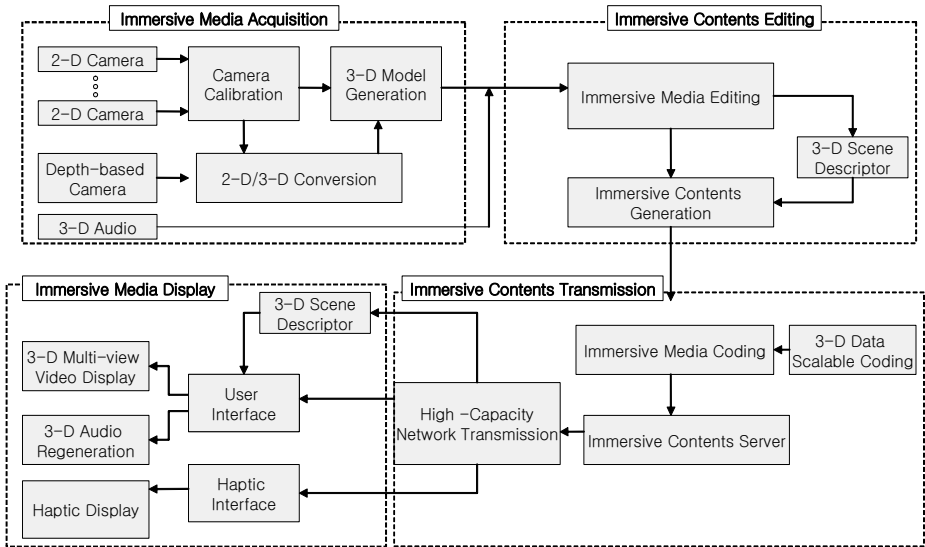 Immersive Media Acquisition
2-D Camera
2-D Camera
Camera
Calibration
3-D Model
Generation
Depth-based
Camera
2-D/3-D Conversion
3-D Audio
Immersive Contents Editing
Immersive Media Editing
3-D Scene
Descriptor
Immersive Contents
Generation
Immersive Media Display
3-D Scene
Descriptor
3-D Multi-view
Video Display
User
Interface
3-D Audio
Regeneration
Haptic
Interface
Haptic Display
Immersive Contents Transmission
Immersive Media Coding
3-D Data
Scalable Coding
High -Capacity
Network Transmission
Immersive Contents Server